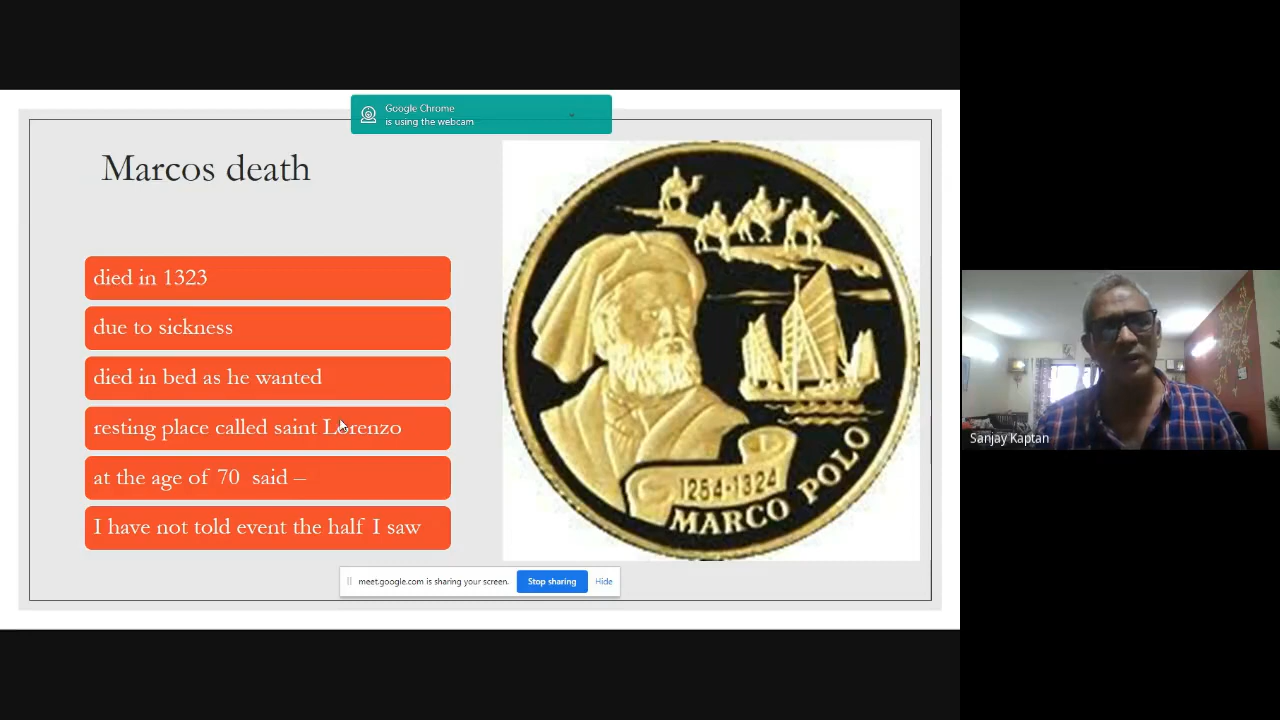 Google Chrome
is using the webcam
Marcos death
died in 1323
due to sickness
died in bed as he wanted
resting place called saint Lorenzo
at the age of 70 said –
I have not told event the half I saw
1254-1324
MARCO POLO
meet.google.com is sharing your screen.
Stop sharing
Hide
Sanjay Kaptan